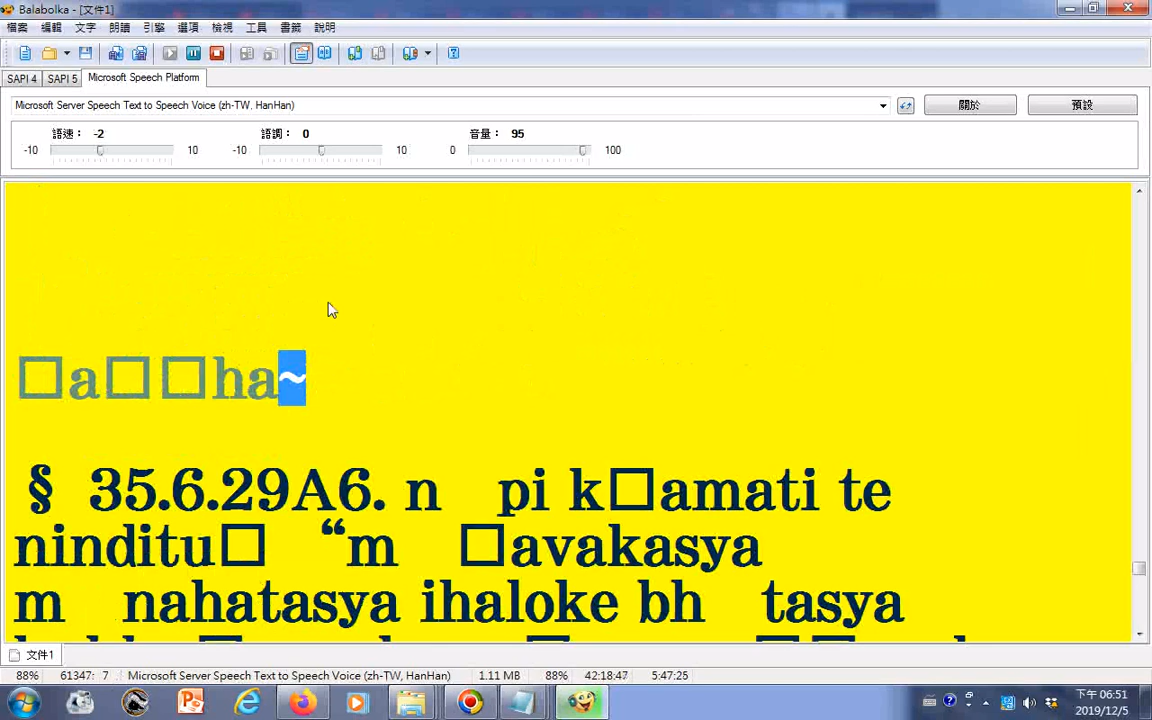 Balabolka - [文件1]
檔案 編輯 文字 朗讀 引擎 選項 檢視 工具 書籤 說明
SAPI 4 SAPI 5 Microsoft Speech Platform
Microsoft Server Speech Text to Speech Voice (zh-TW, HanHan) 關於 預設
語速： -2 語調： 0 音量： 95
-10 10 -10 10 0 100
□a□□ha~
§ 35.6.29A6. n pi k□amati te
ninditu□ “m □avakasya
m nahatasya ihaloke bh tasya
文件1
88% 61347: 7 Microsoft Server Speech Text to Speech Voice (zh-TW, HanHan) 1.11 MB 88% 42:18:47 5:47:25
下午 06:51
2019/12/5